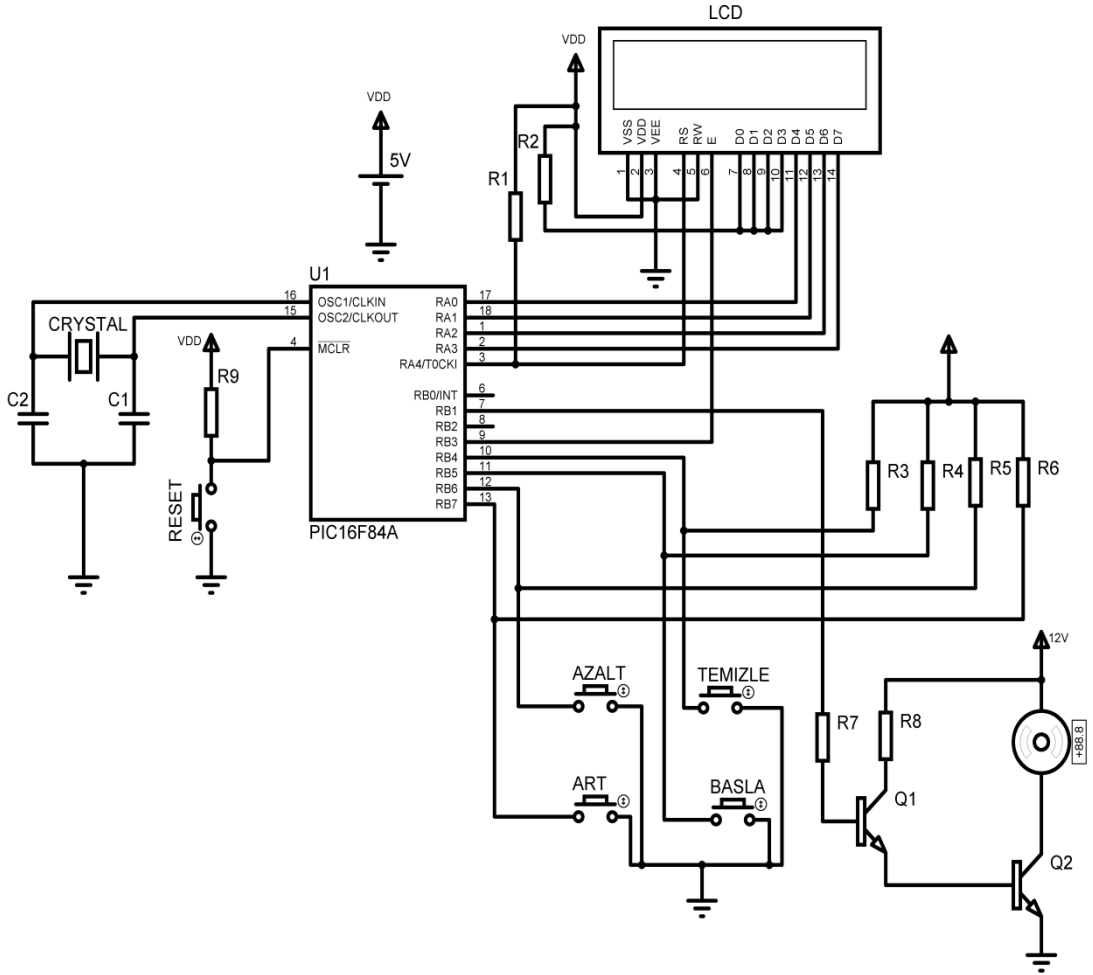 LCD
VDD
VSS
VDD
VEE
RS
RW
E
D0
D1
D2
D3
D4
D5
D6
D7
1
2
3
4
5
6
7
8
9
10
11
12
13
14
VDD
5V
R2
R1
U1
16
OSC1/CLKIN
15
OSC2/CLKOUT
4
MCLR
RA0
17
RA1
18
RA2
1
RA3
2
RA4/T0CKI
3
RB0/INT
6
RB1
7
RB2
8
RB3
9
RB4
10
RB5
11
RB6
12
RB7
13
PIC16F84A
CRYSTAL
C2
C1
VDD
R9
RESET
R3
R4
R5
R6
AZALT
TEMIZLE
ART
BASLA
12V
R7
R8
+88.8
Q1
Q2